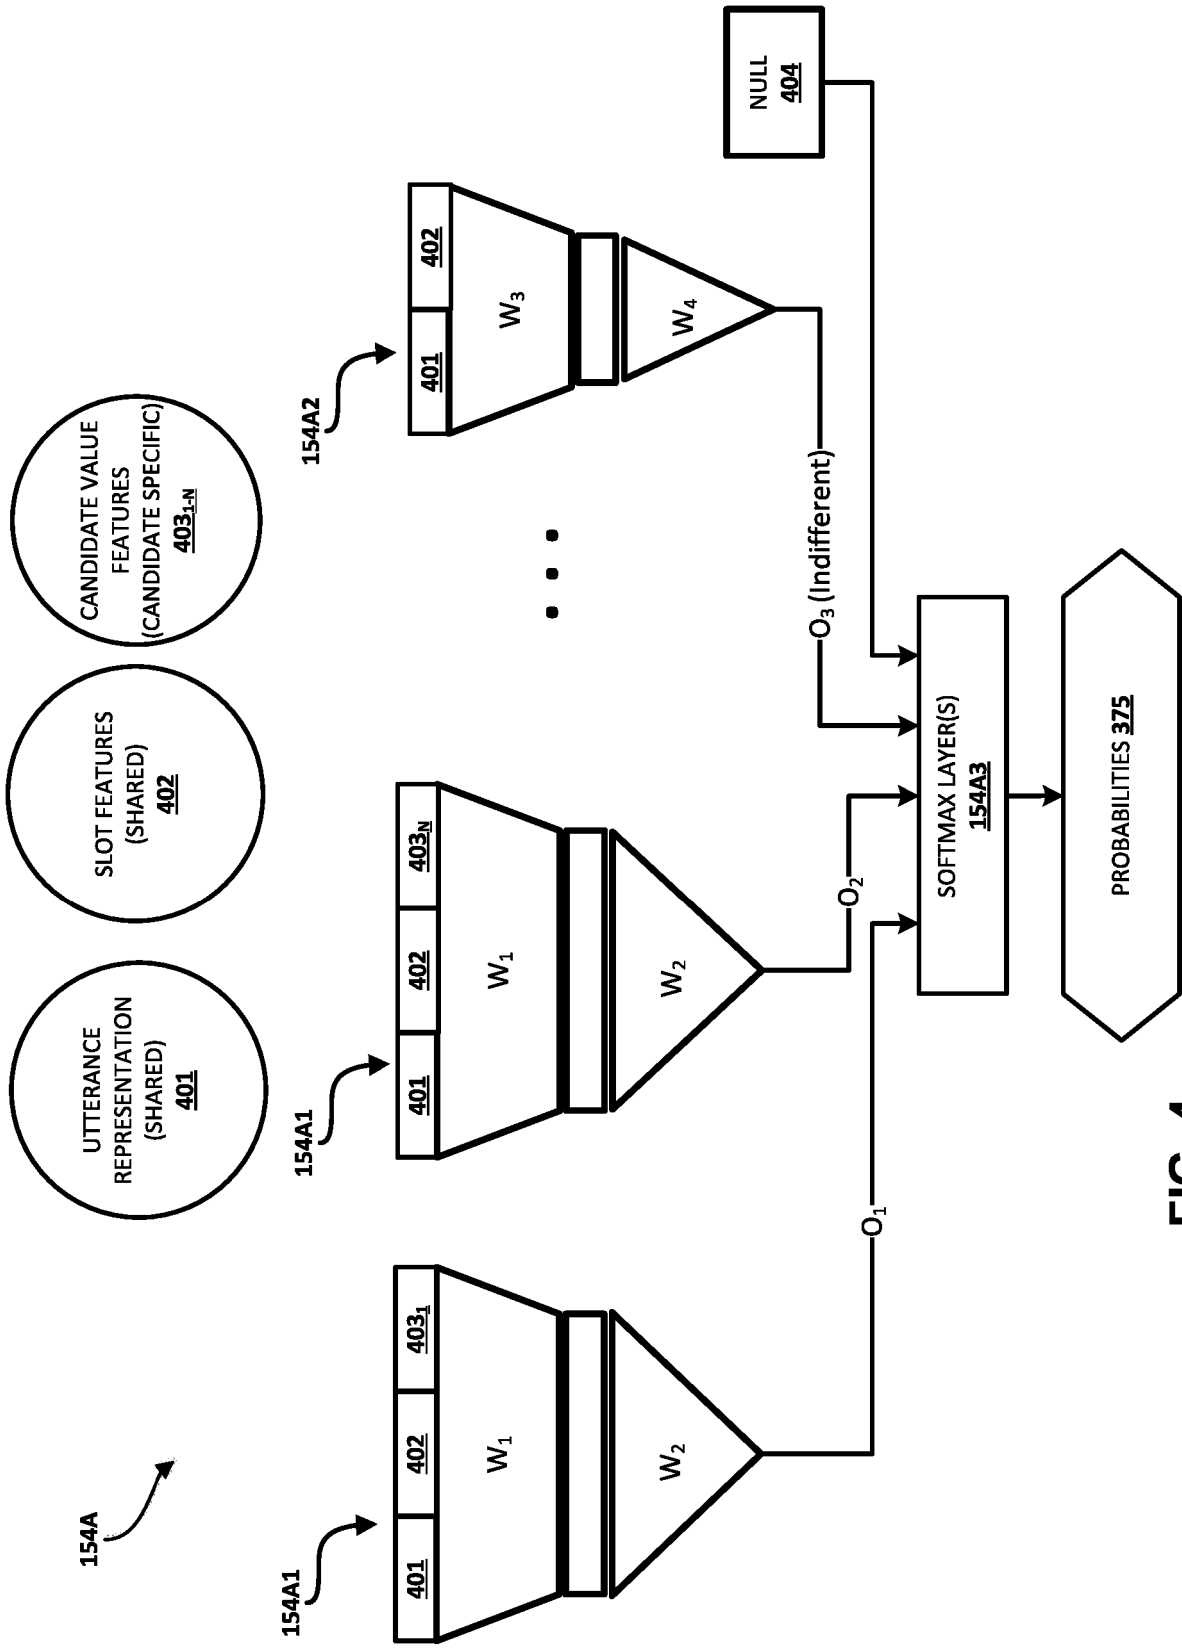 154A
UTTERANCE
REPRESENTATION
(SHARED)
401
SLOT FEATURES
(SHARED)
402
CANDIDATE VALUE
FEATURES
(CANDIDATE SPECIFIC)
403₁₋N
154A1
401 402 403₁
W₁
W₂
154A1
401 402 403N
W₁
W₂
154A2
401 402
W₃
W₄
NULL
404
O₁
O₂
O₃ (Indifferent)
SOFTMAX LAYER(S)
154A3
PROBABILITIES 375